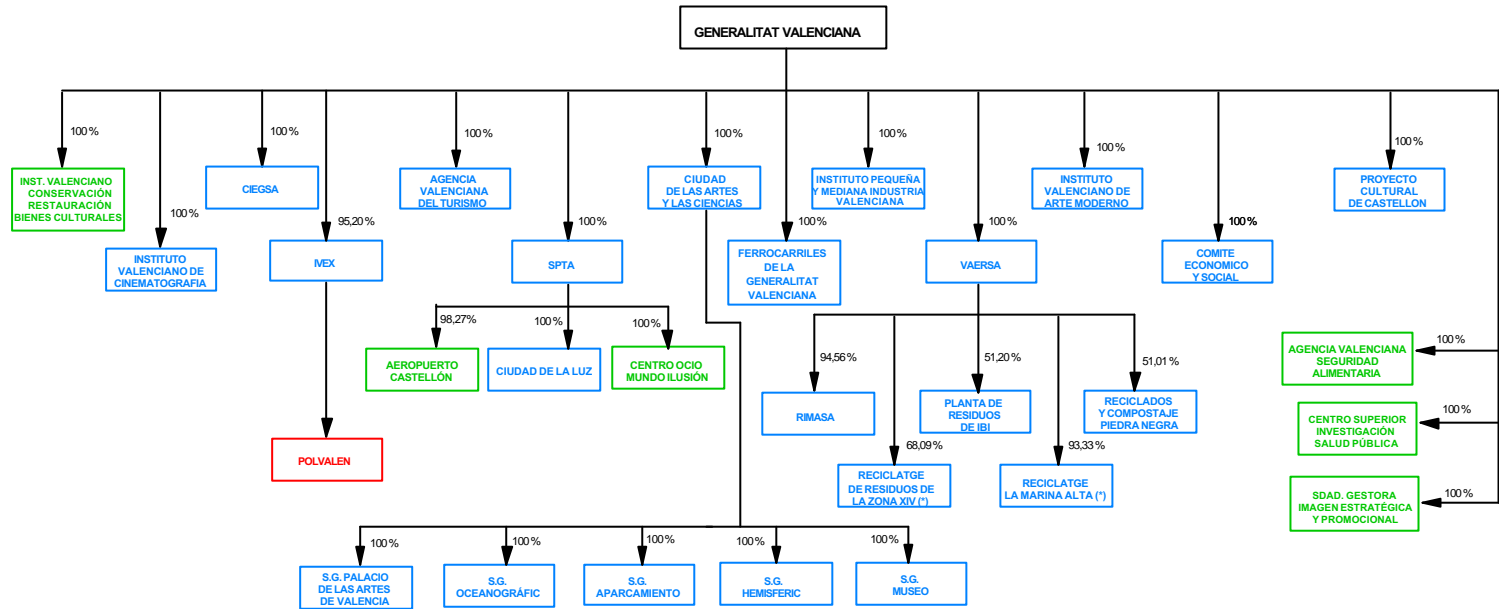 GENERALITAT VALENCIANA
100 %
INST. VALENCIANO
CONSERVACIÓN
RESTAURACIÓN
BIENES CULTURALES
100 %
INSTITUTO
VALENCIANO DE
CINEMATOGRAFIA
100 %
CIEGSA
95,20 %
IVEX
POLVALEN
100 %
AGENCIA
VALENCIANA
DEL TURISMO
100 %
SPTA
98,27%
AEROPUERTO
CASTELLÓN
100 %
CIUDAD DE LA LUZ
100 %
CENTRO OCIO
MUNDO ILUSIÓN
100 %
CIUDAD
DE LAS ARTES
Y LAS CIENCIAS
100 %
S.G. PALACIO
DE LAS ARTES
DE VALENCIA
100 %
S.G.
OCEANOGRÁFIC
100 %
S.G.
APARCAMIENTO
100 %
S.G.
HEMISFERIC
100 %
S.G.
MUSEO
100 %
FERROCARRILES
DE LA
GENERALITAT
VALENCIANA
100 %
INSTITUTO PEQUEÑA
Y MEDIANA INDUSTRIA
VALENCIANA
100 %
VAERSA
94,56 %
RIMASA
68,09 %
RECICLATGE
DE RESIDUOS DE
LA ZONA XIV (*)
51,20 %
PLANTA DE
RESIDUOS
DE IBI
93,33 %
RECICLATGE
LA MARINA ALTA (*)
51,01 %
RECICLADOS
Y COMPOSTAJE
PIEDRA NEGRA
100 %
INSTITUTO
VALENCIANO DE
ARTE MODERNO
100 %
COMITE
ECONOMICO
Y SOCIAL
100 %
PROYECTO
CULTURAL
DE CASTELLON
100 %
AGENCIA VALENCIANA
SEGURIDAD
ALIMENTARIA
100 %
CENTRO SUPERIOR
INVESTIGACIÓN
SALUD PÚBLICA
100 %
SDAD. GESTORA
IMAGEN ESTRATÉGICA
Y PROMOCIONAL